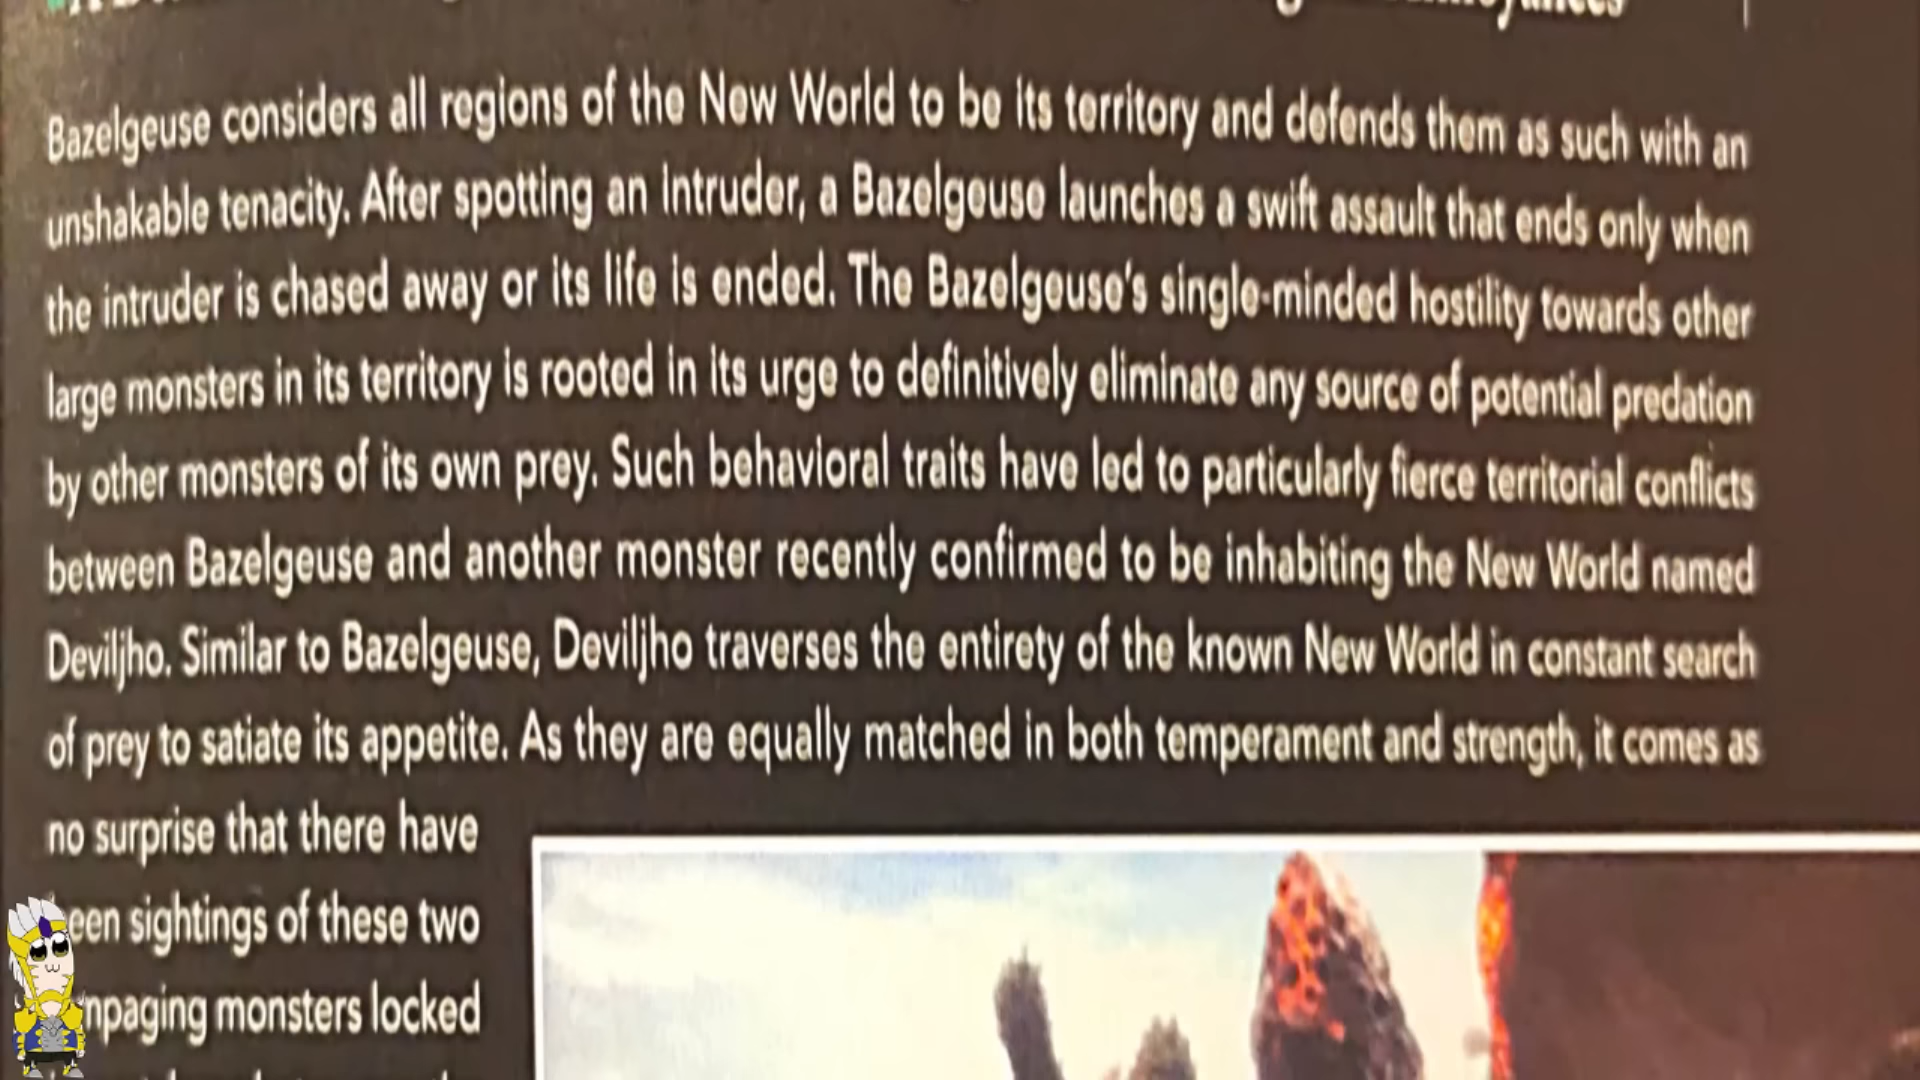 Bazelgeuse considers all regions of the New World to be its territory and defends them as such with an
unshakable tenacity. After spotting an intruder, a Bazelgeuse launches a swift assault that ends only when
the intruder is chased away or its life is ended. The Bazelgeuse's single-minded hostility towards other
large monsters in its territory is rooted in its urge to definitively eliminate any source of potential predation
by other monsters of its own prey. Such behavioral traits have led to particularly fierce territorial conflicts
between Bazelgeuse and another monster recently confirmed to be inhabiting the New World named
Deviljho. Similar to Bazelgeuse, Deviljho traverses the entirety of the known New World in constant search
of prey to satiate its appetite. As they are equally matched in both temperament and strength, it comes as
no surprise that there have
been sightings of these two
monsters locked